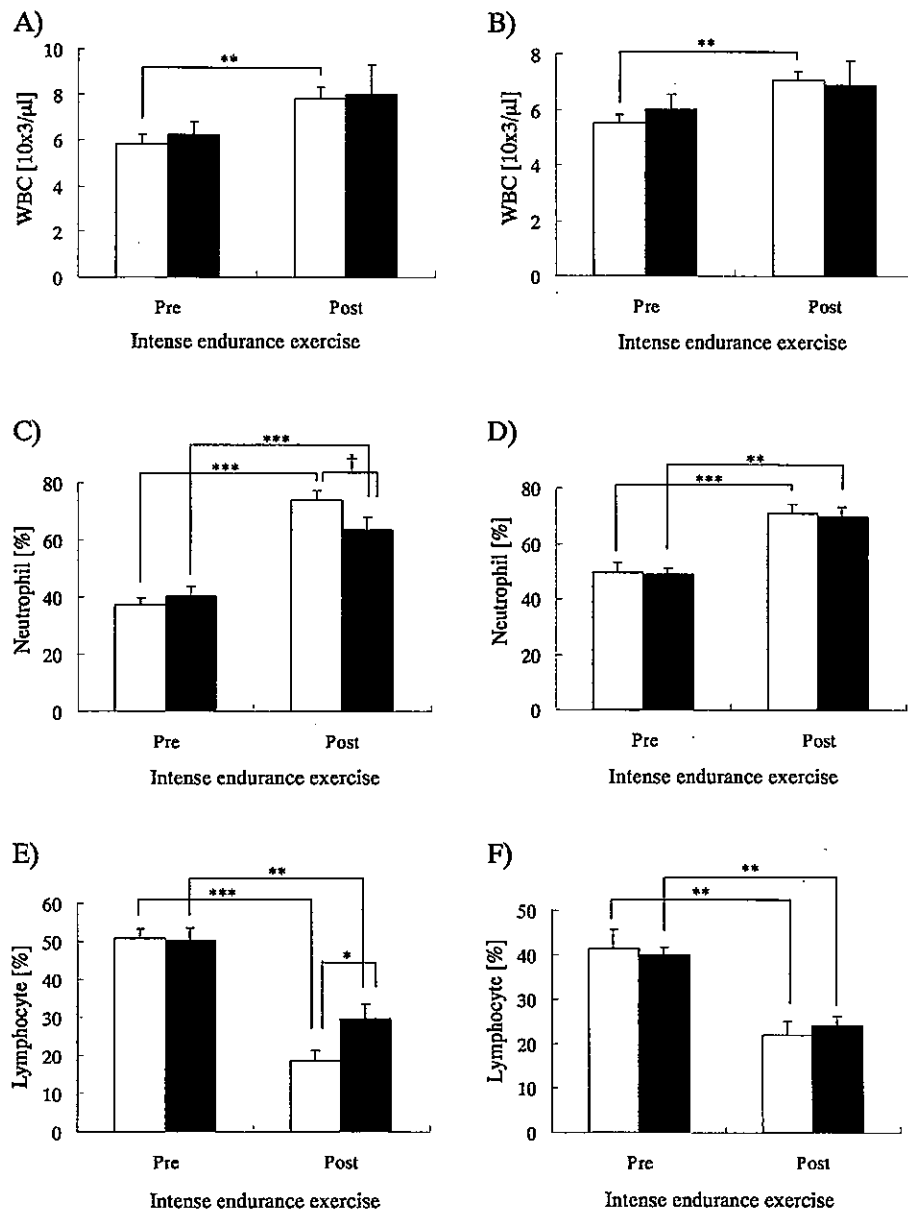 A)
10
8
6
4
2
0
WBC [10x3/µl]
**
Pre
Post
Intense endurance exercise
B)
8
6
4
2
0
WBC [10x3/µl]
**
Pre
Post
Intense endurance exercise
C)
80
60
40
20
0
Neutrophil [%]
***
***
†
Pre
Post
Intense endurance exercise
D)
80
60
40
20
0
Neutrophil [%]
**
***
Pre
Post
Intense endurance exercise
E)
60
50
40
30
20
10
0
Lymphocyte [%]
**
***
*
Pre
Post
Intense endurance exercise
F)
50
40
30
20
10
0
Lymphocyte [%]
**
**
Pre
Post
Intense endurance exercise